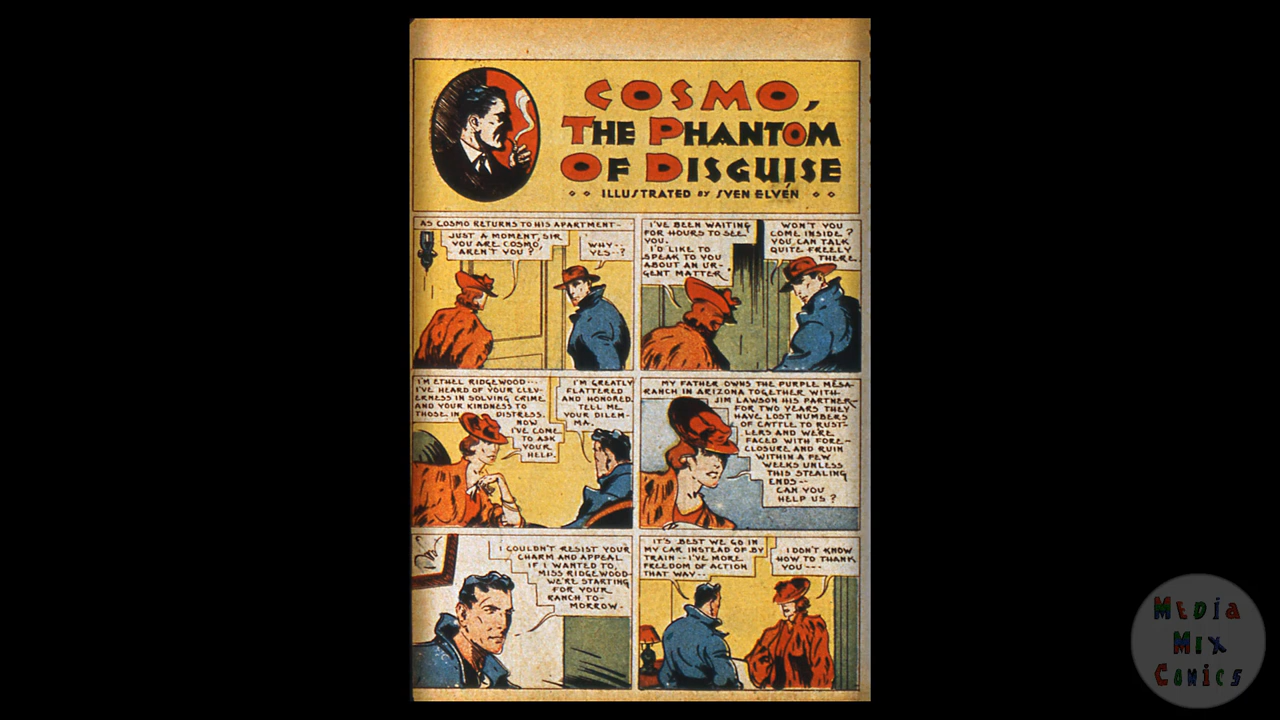 COSMO,
THE PHANTOM
OF DISGUISE
ILLUSTRATED BY SVEN ELVÉN
AS COSMO RETURNS TO HIS APARTMENT-
JUST A MOMENT, SIR
YOU ARE COSMO,
AREN'T YOU?
WHY--
YES--?
I'VE BEEN WAITING
FOR HOURS TO SEE
YOU.
I'D LIKE TO
SPEAK TO YOU
ABOUT AN UR-
GENT MATTER
WON'T YOU
COME INSIDE?
YOU CAN TALK
QUITE FREELY
THERE.
I'M ETHEL RIDGEWOOD---
I'VE HEARD OF YOUR CLEV-
ERNESS IN SOLVING CRIME
AND YOUR KINDNESS TO
THOSE IN DISTRESS.
NOW
I'VE COME
TO ASK
YOUR
HELP.
I'M GREATLY
FLATTERED
AND HONORED.
TELL ME
YOUR DILEM-
MA.
MY FATHER OWNS THE PURPLE MESA-
RANCH IN ARIZONA TOGETHER WITH
JIM LAWSON HIS PARTNER-
FOR TWO YEARS THEY
HAVE LOST NUMBERS
OF CATTLE TO RUST-
LERS AND WE'RE
FACED WITH FORE-
CLOSURE AND RUIN
WITHIN A FEW
WEEKS UNLESS
THIS STEALING
ENDS--
CAN YOU
HELP US?
I COULDN'T RESIST YOUR
CHARM AND APPEAL
IF I WANTED TO,
MISS RIDGEWOOD-
WE'RE STARTING
FOR YOUR
RANCH TO-
MORROW.
IT'S BEST WE GO IN
MY CAR INSTEAD OF BY
TRAIN--I'VE MORE
FREEDOM OF ACTION
THAT WAY--
I DON'T KNOW
HOW TO THANK
YOU---
MEDIA
MIX
COMICS